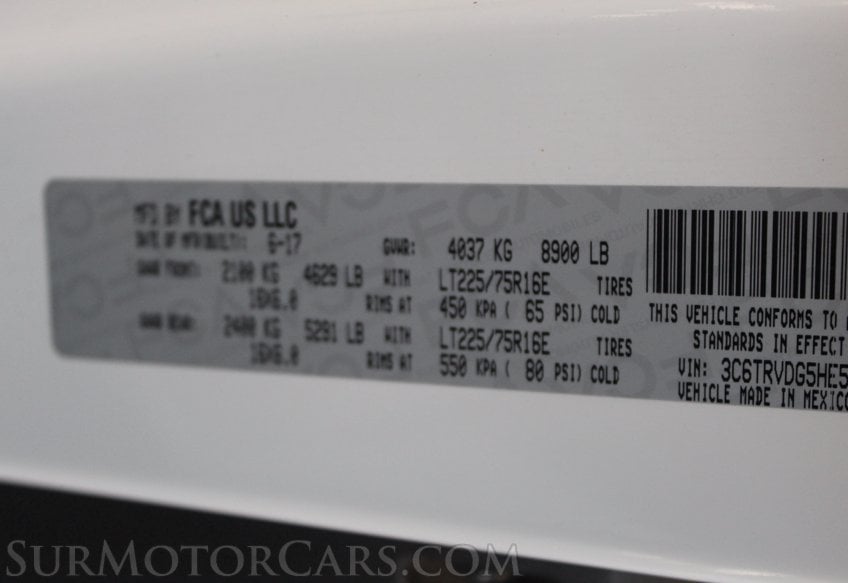 MFD BY FCA US LLC
DATE OF MFR/BUILT: 6-17 GVWR: 4037 KG 8900 LB
GAWR FRONT: 2100 KG 4629 LB WITH LT225/75R16E TIRES
16X6.0 RIMS AT 450 KPA ( 65 PSI) COLD
GAWR REAR: 2400 KG 5291 LB WITH LT225/75R16E TIRES
16X6.0 RIMS AT 550 KPA ( 80 PSI) COLD
THIS VEHICLE CONFORMS TO
STANDARDS IN EFFECT
VIN: 3C6TRVDG5HE5
VEHICLE MADE IN MEXICO
SURMOTORCARS.COM